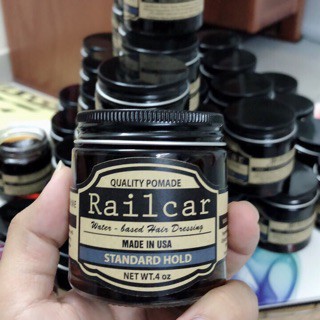 QUALITY POMADE
Railcar
Water - based Hair Dressing
MADE IN USA
STANDARD HOLD
NET WT.4 oz